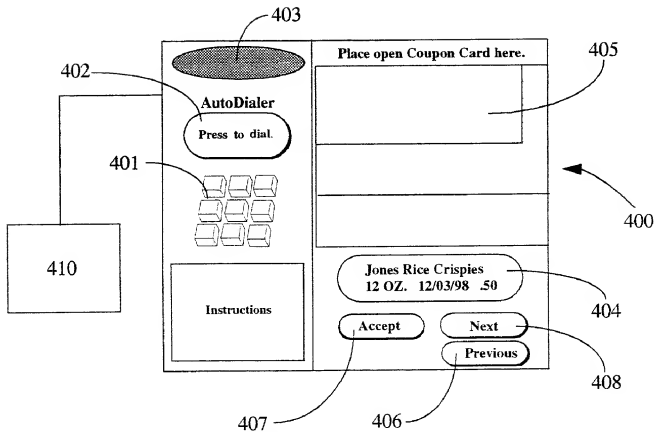 403
Place open Coupon Card here.
405
402
AutoDialer
Press to dial.
401
400
410
Jones Rice Crispies
12 OZ. 12/03/98 .50
404
Instructions
Accept
Next
Previous
408
407
406